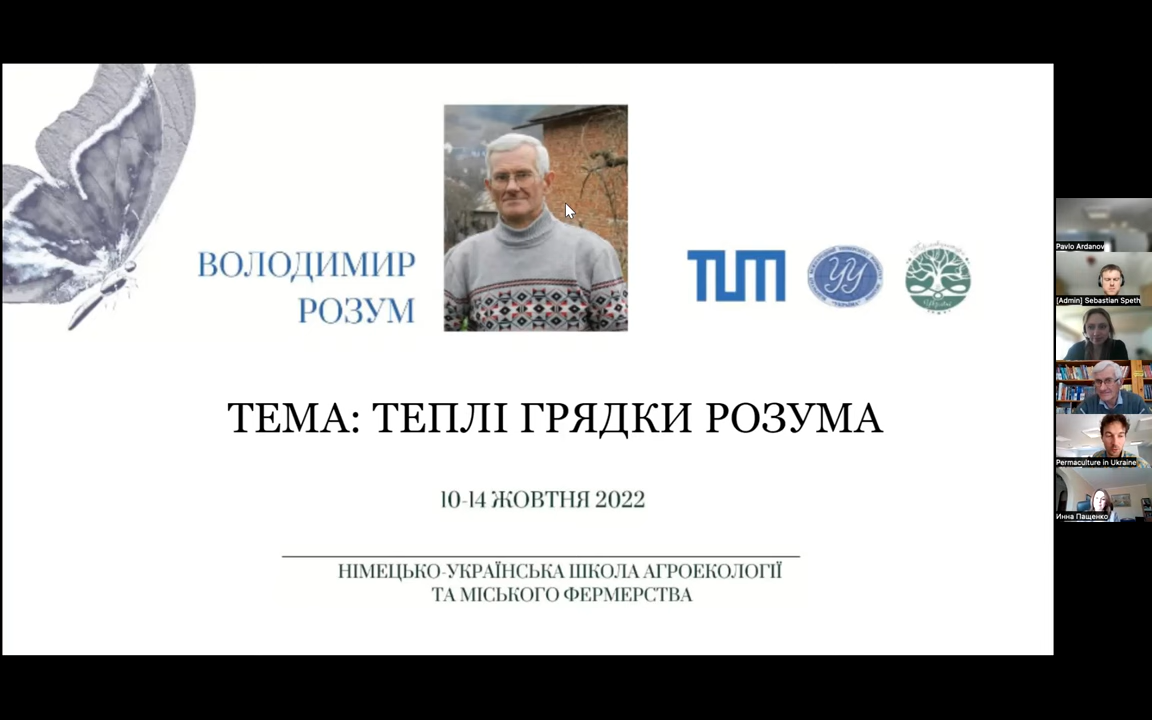 ВОЛОДИМИР
РОЗУМ
ТЕМА: ТЕПЛІ ГРЯДКИ РОЗУМА
10-14 ЖОВТНЯ 2022
НІМЕЦЬКО-УКРАЇНСЬКА ШКОЛА АГРОЕКОЛОГІЇ
ТА МІСЬКОГО ФЕРМЕРСТВА
Pavlo Ardanov
[Admin] Sebastian Speth
Permaculture in Ukraine
Инна Пащенко